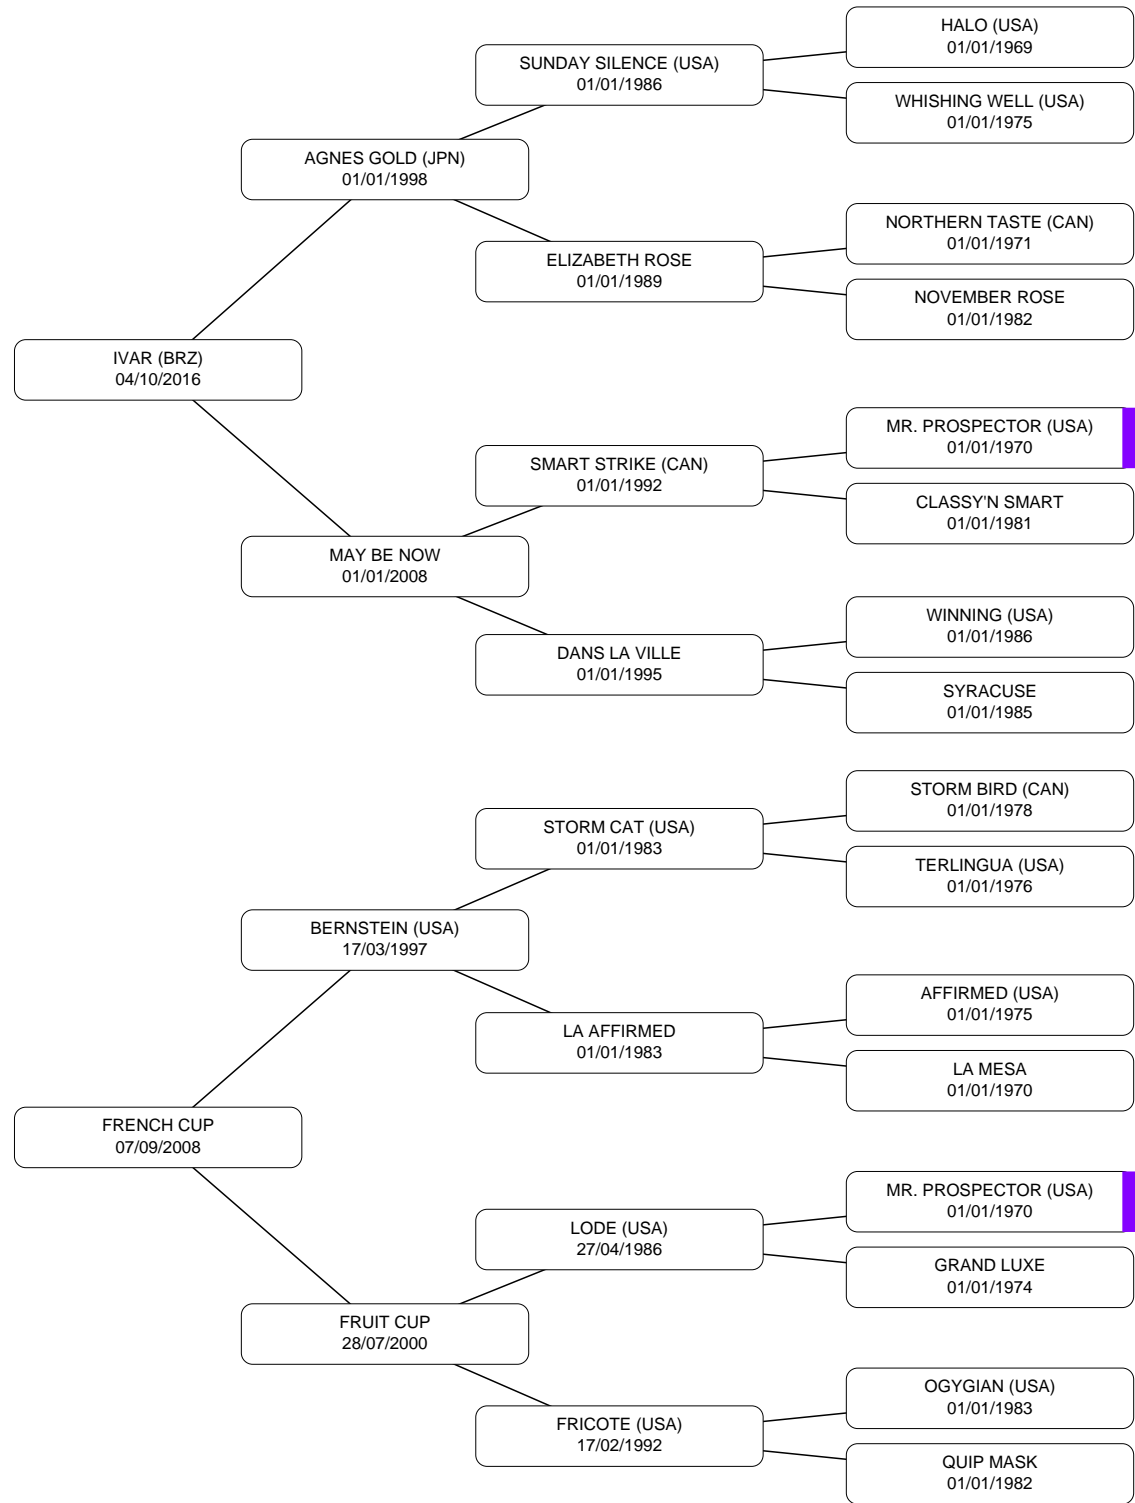 HALO (USA)
01/01/1969
SUNDAY SILENCE (USA)
01/01/1986
WHISHING WELL (USA)
01/01/1975
AGNES GOLD (JPN)
01/01/1998
NORTHERN TASTE (CAN)
01/01/1971
ELIZABETH ROSE
01/01/1989
NOVEMBER ROSE
01/01/1982
IVAR (BRZ)
04/10/2016
MR. PROSPECTOR (USA)
01/01/1970
SMART STRIKE (CAN)
01/01/1992
CLASSY'N SMART
01/01/1981
MAY BE NOW
01/01/2008
WINNING (USA)
01/01/1986
DANS LA VILLE
01/01/1995
SYRACUSE
01/01/1985
STORM BIRD (CAN)
01/01/1978
STORM CAT (USA)
01/01/1983
TERLINGUA (USA)
01/01/1976
BERNSTEIN (USA)
17/03/1997
AFFIRMED (USA)
01/01/1975
LA AFFIRMED
01/01/1983
LA MESA
01/01/1970
FRENCH CUP
07/09/2008
MR. PROSPECTOR (USA)
01/01/1970
LODE (USA)
27/04/1986
GRAND LUXE
01/01/1974
FRUIT CUP
28/07/2000
OGYGIAN (USA)
01/01/1983
FRICOTE (USA)
17/02/1992
QUIP MASK
01/01/1982